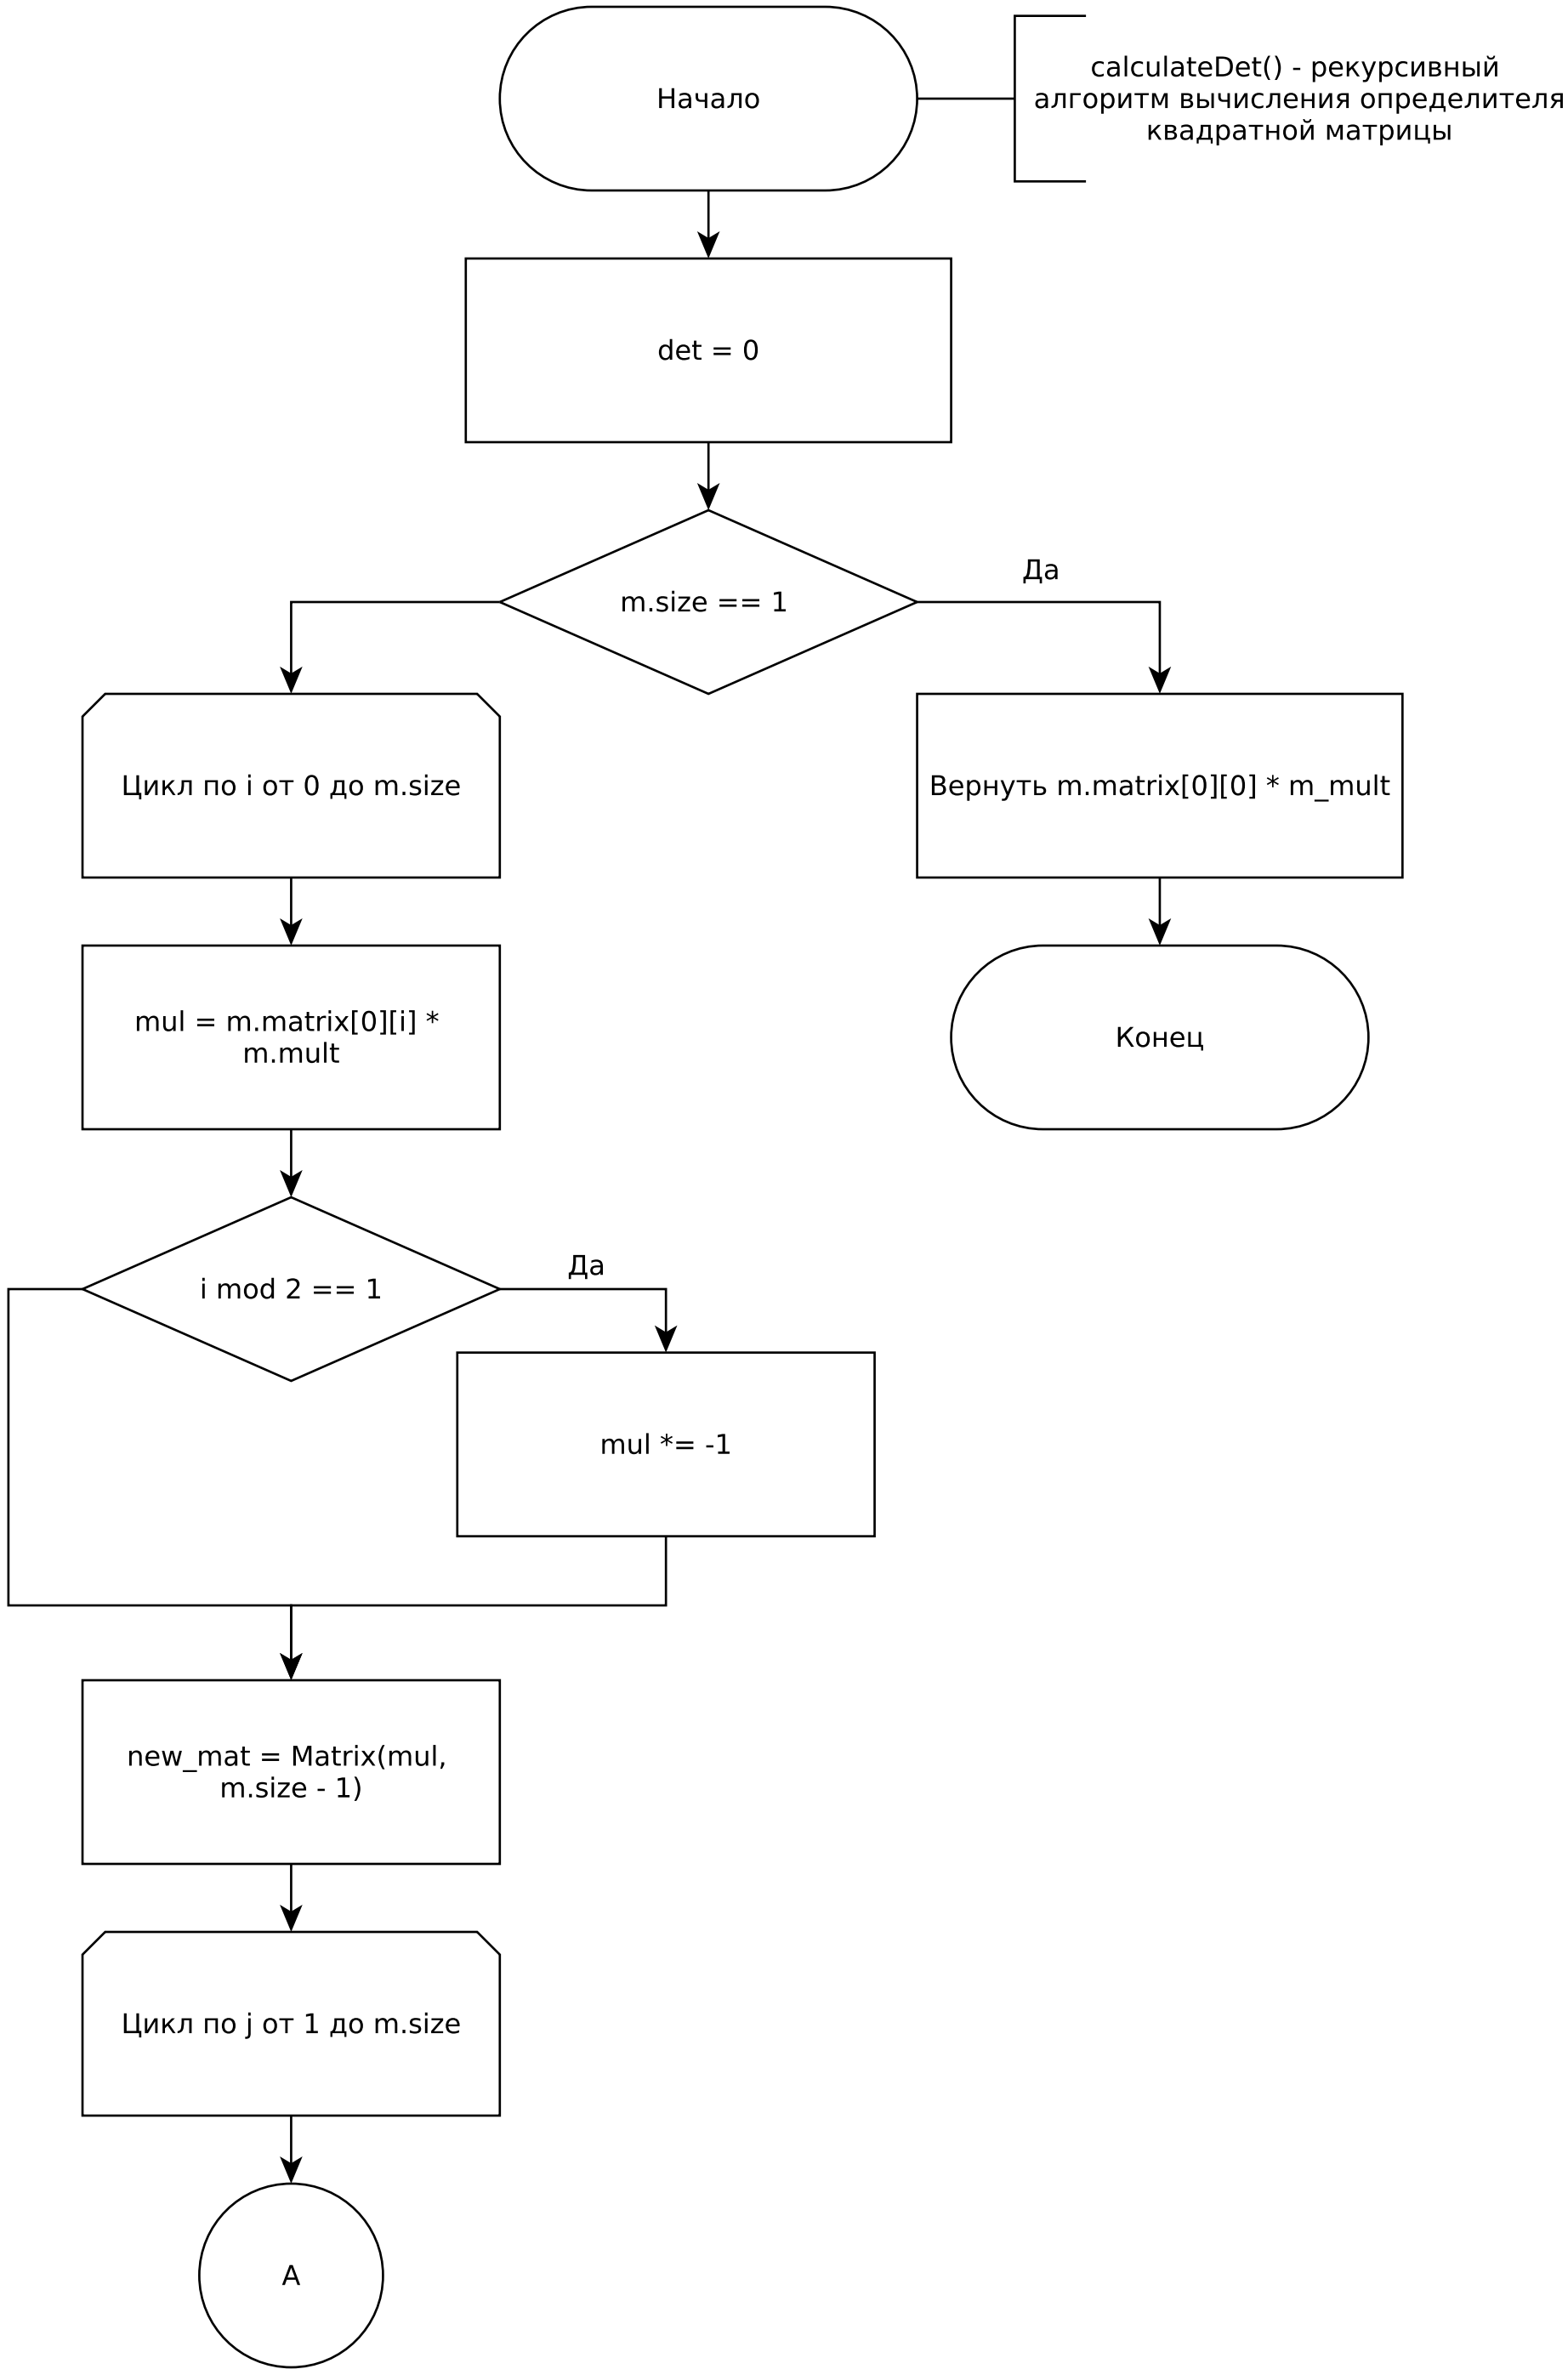 Начало
calculateDet() - рекурсивный
алгоритм вычисления определителя
квадратной матрицы
det = 0
m.size == 1
Да
Цикл по i от 0 до m.size
Вернуть m.matrix[0][0] * m_mult
mul = m.matrix[0][i] *
m.mult
Конец
i mod 2 == 1
Да
mul *= -1
new_mat = Matrix(mul,
m.size - 1)
Цикл по j от 1 до m.size
A